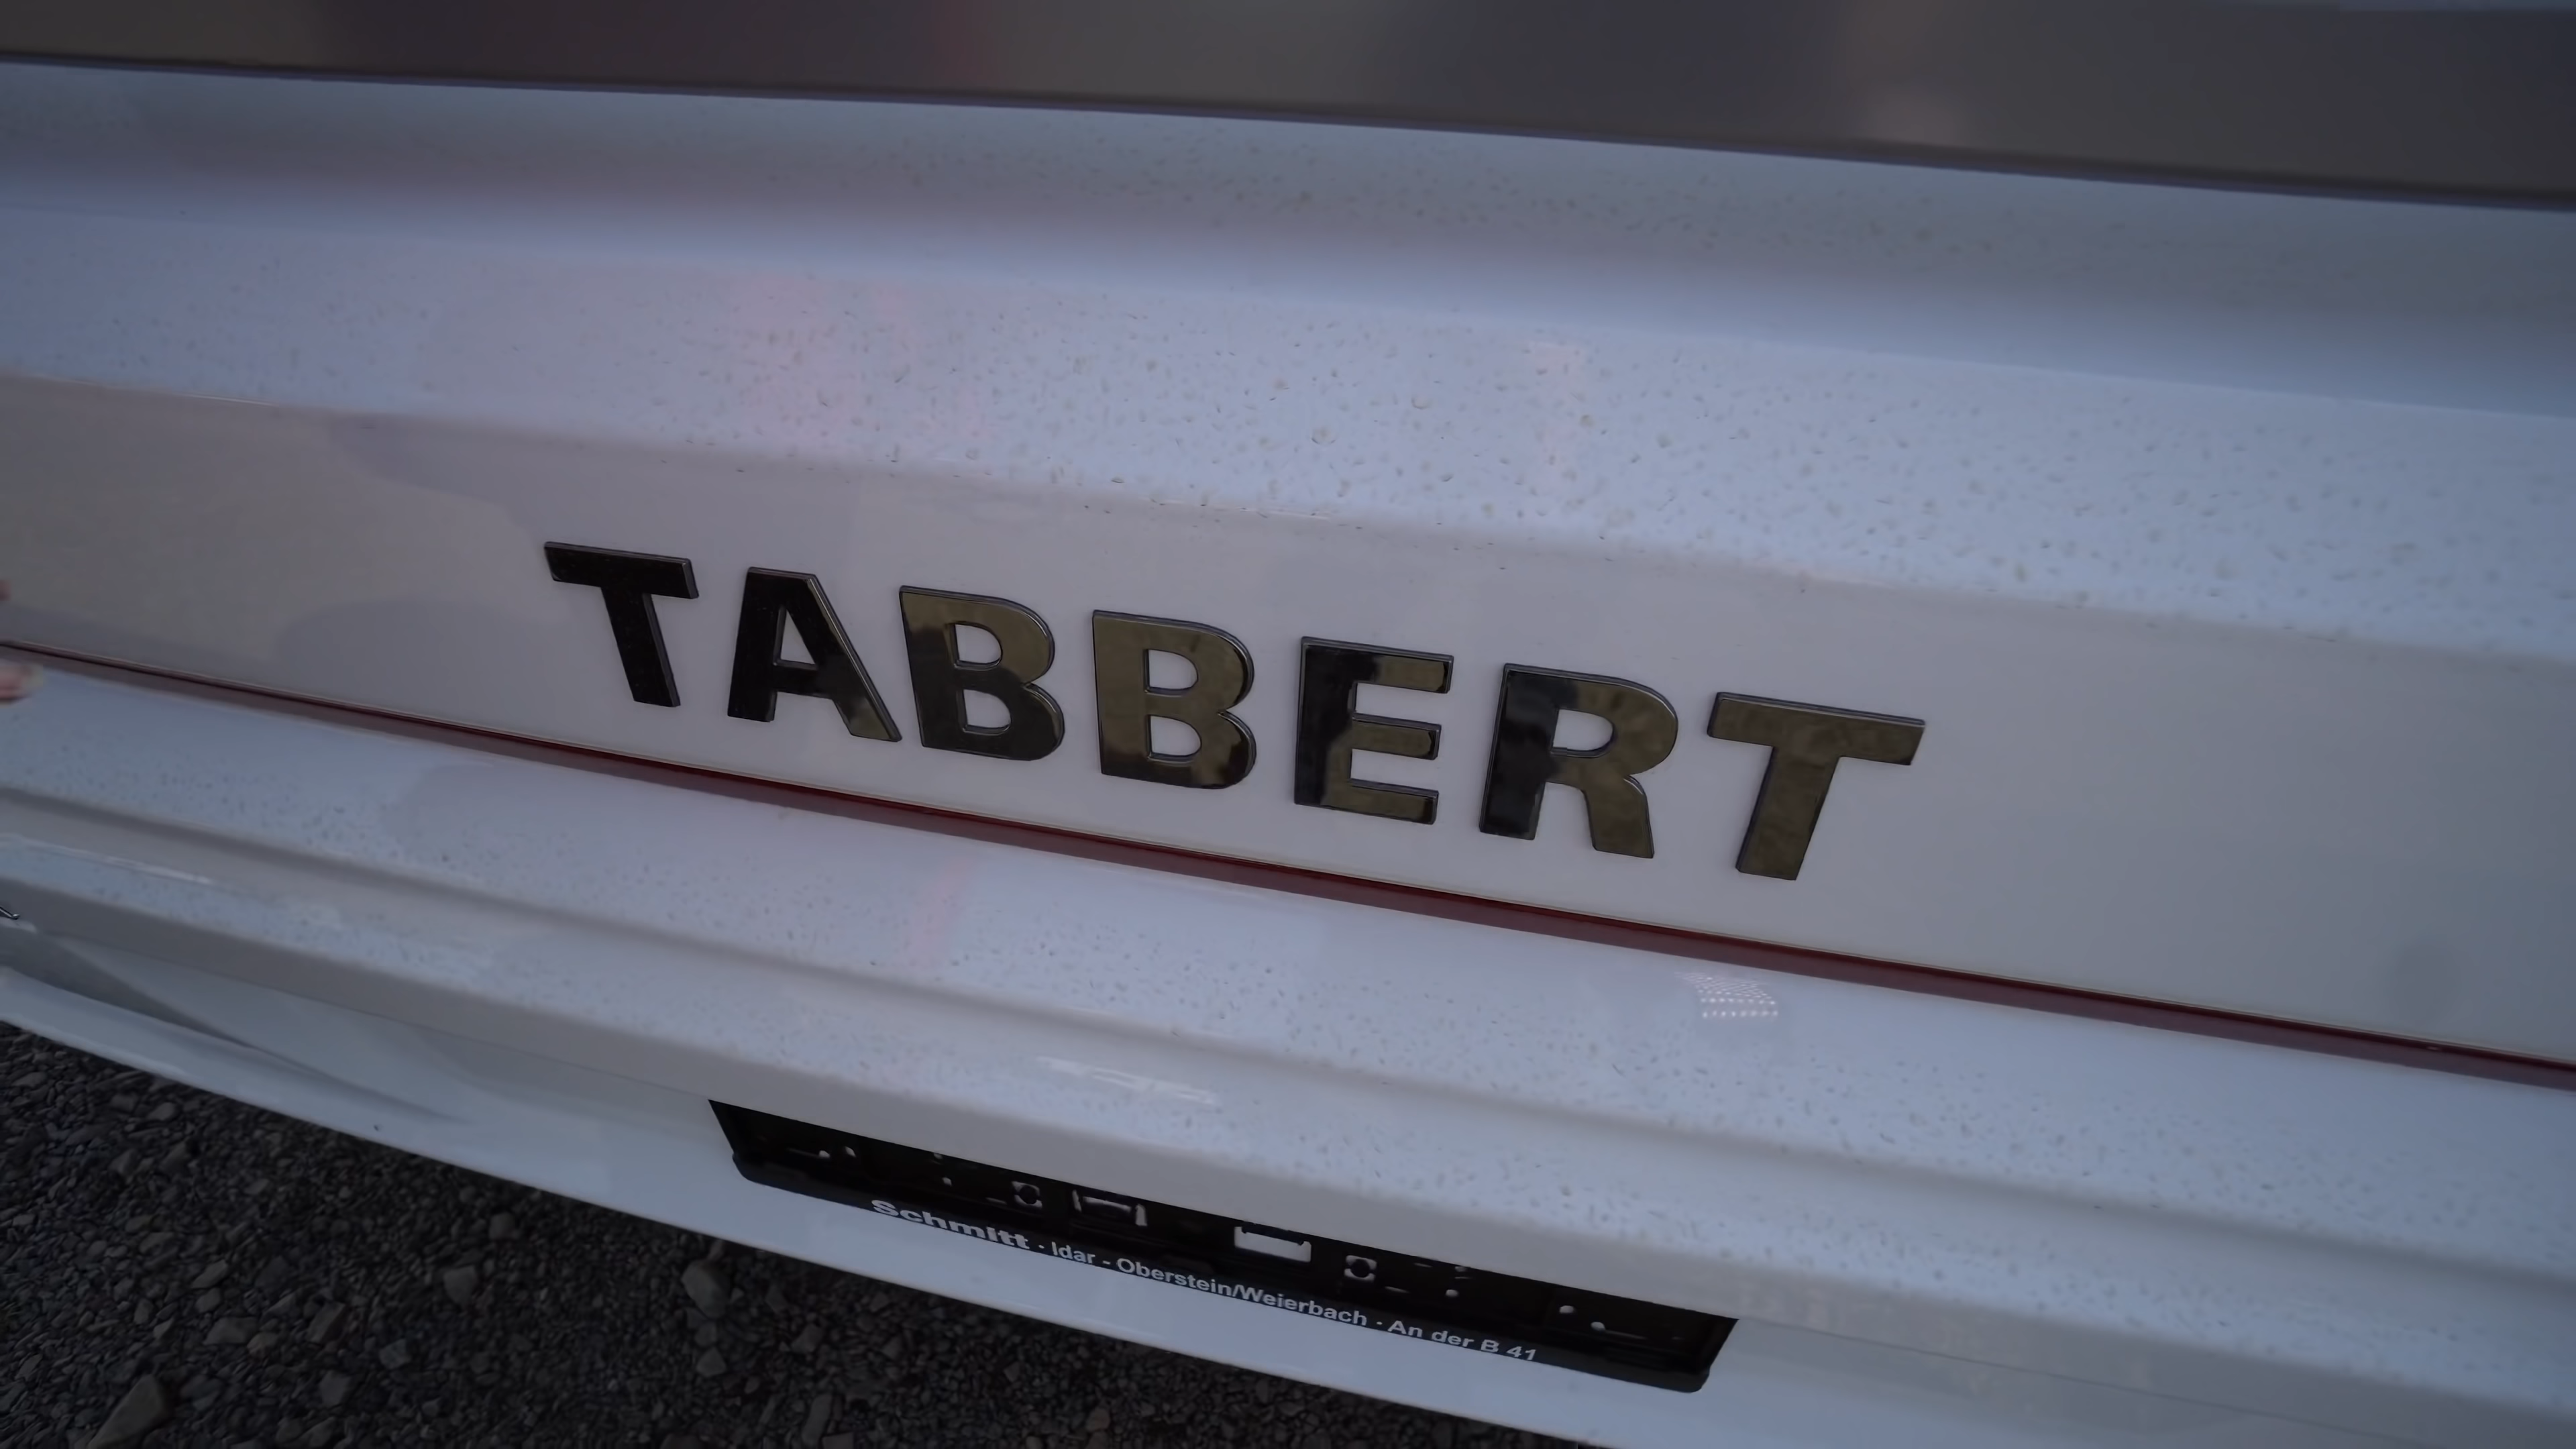 TABBERT
Schmitt · Idar - Oberstein/Weierbach · An der B 41